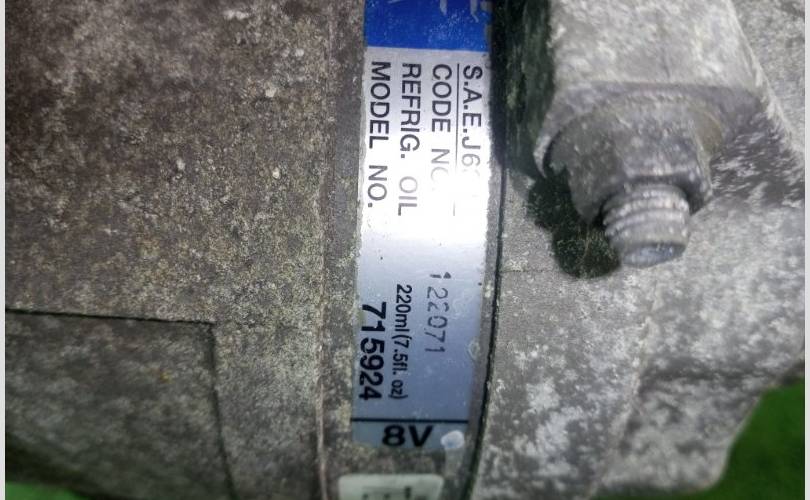 S.A.E.J6
CODE NO. 122071
REFRIG. OIL 220ml(7.5fl. oz)
MODEL NO. 715924
8V